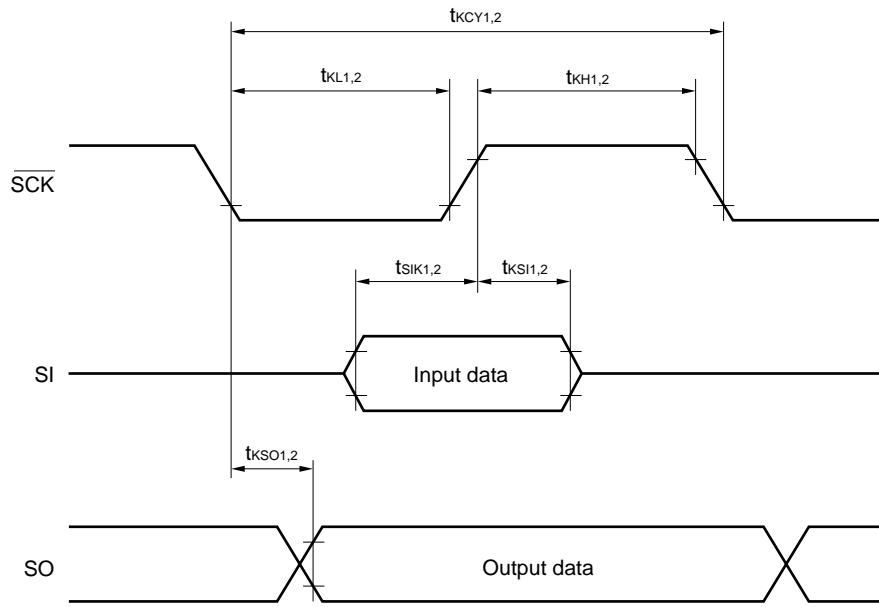 tKCY1,2
tKL1,2
tKH1,2
SCK
tSIK1,2
tKSI1,2
SI
Input data
tKSO1,2
SO
Output data